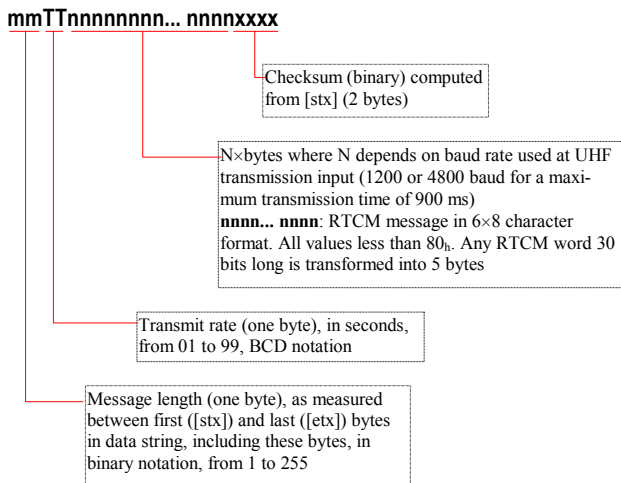 mmTTnnnnnnnn... nnnnxxxx
Checksum (binary) computed
from [stx] (2 bytes)
N×bytes where N depends on baud rate used at UHF
transmission input (1200 or 4800 baud for a maxi-
mum transmission time of 900 ms)
nnnn... nnnn: RTCM message in 6×8 character
format. All values less than 80h. Any RTCM word 30
bits long is transformed into 5 bytes
Transmit rate (one byte), in seconds,
from 01 to 99, BCD notation
Message length (one byte), as measured
between first ([stx]) and last ([etx]) bytes
in data string, including these bytes, in
binary notation, from 1 to 255